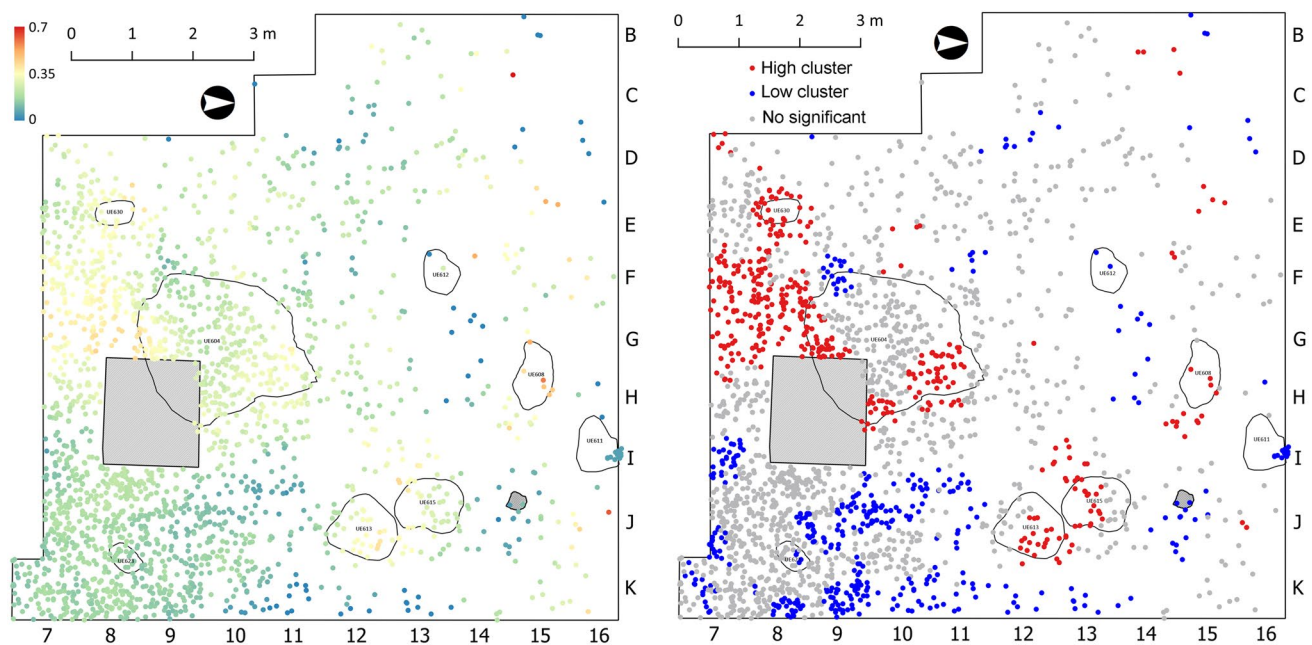 0.7
0.35
0
0 1 2 3 m
B
C
D
E
F
G
H
I
J
K
7 8 9 10 11 12 13 14 15 16
UE630
UE612
UE604
UE608
UE611
UE615
UE613
0 1 2 3 m
High cluster
Low cluster
No significant
B
C
D
E
F
G
H
I
J
K
7 8 9 10 11 12 13 14 15 16
UE630
UE612
UE604
UE608
UE611
UE615
UE613